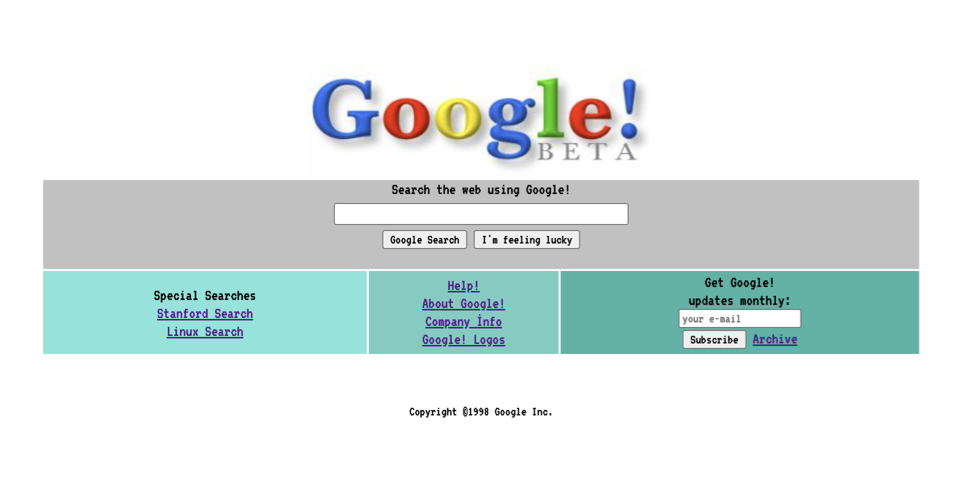 Google!
BETA
Search the web using Google!
Google Search
I'm feeling lucky
Special Searches
Stanford Search
Linux Search
Help!
About Google!
Company İnfo
Google! Logos
Get Google!
updates monthly:
your e-mail
Subscribe Archive
Copyright ©1998 Google Inc.